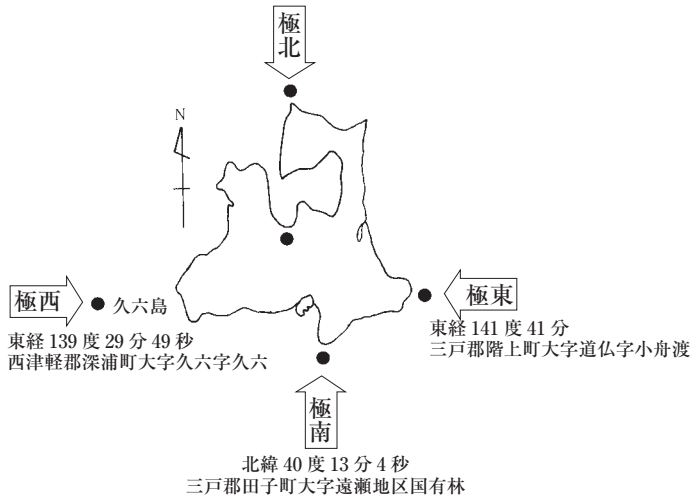 極北
N
極西
久六島
東経 139 度 29 分 49 秒
西津軽郡深浦町大字久六字久六
極東
東経 141 度 41 分
三戸郡階上町大字道仏字小舟渡
極南
北緯 40 度 13 分 4 秒
三戸郡田子町大字遠瀬地区国有林